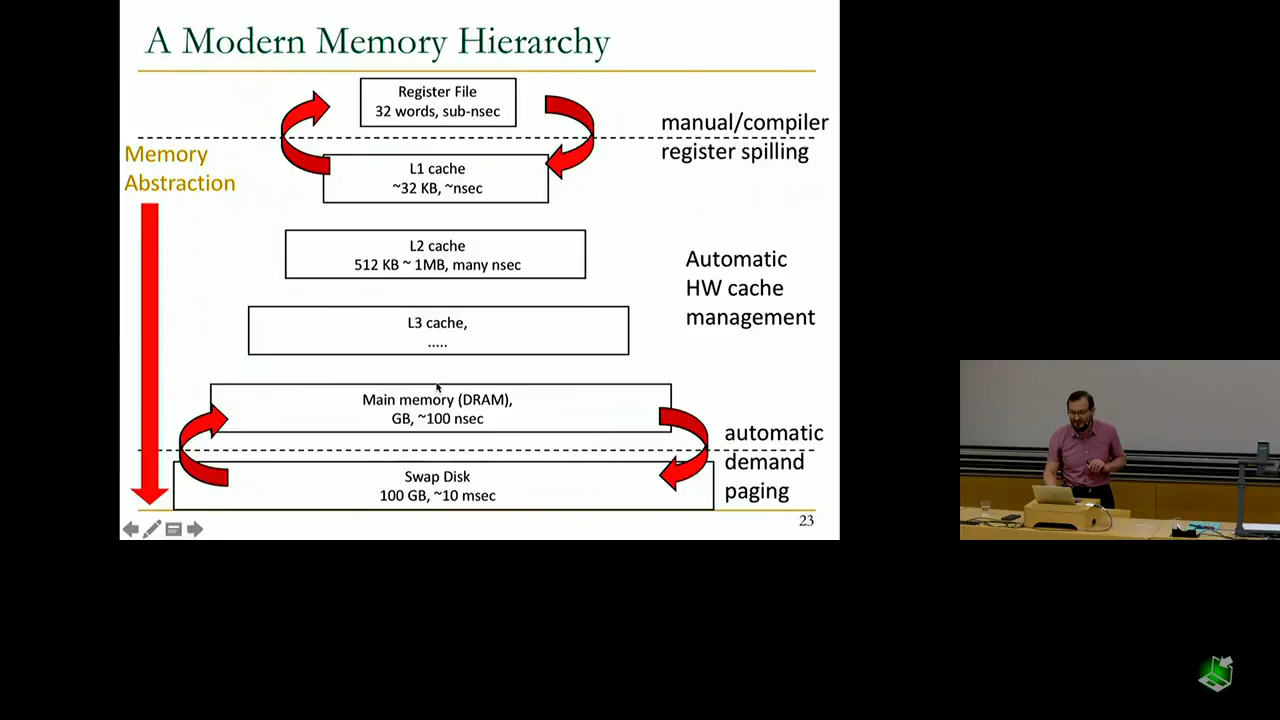 A Modern Memory Hierarchy
Register File
32 words, sub-nsec
manual/compiler
register spilling
Memory
Abstraction
L1 cache
~32 KB, ~nsec
L2 cache
512 KB ~ 1MB, many nsec
Automatic
HW cache
management
L3 cache,
.....
Main memory (DRAM),
GB, ~100 nsec
automatic
demand
paging
Swap Disk
100 GB, ~10 msec
23